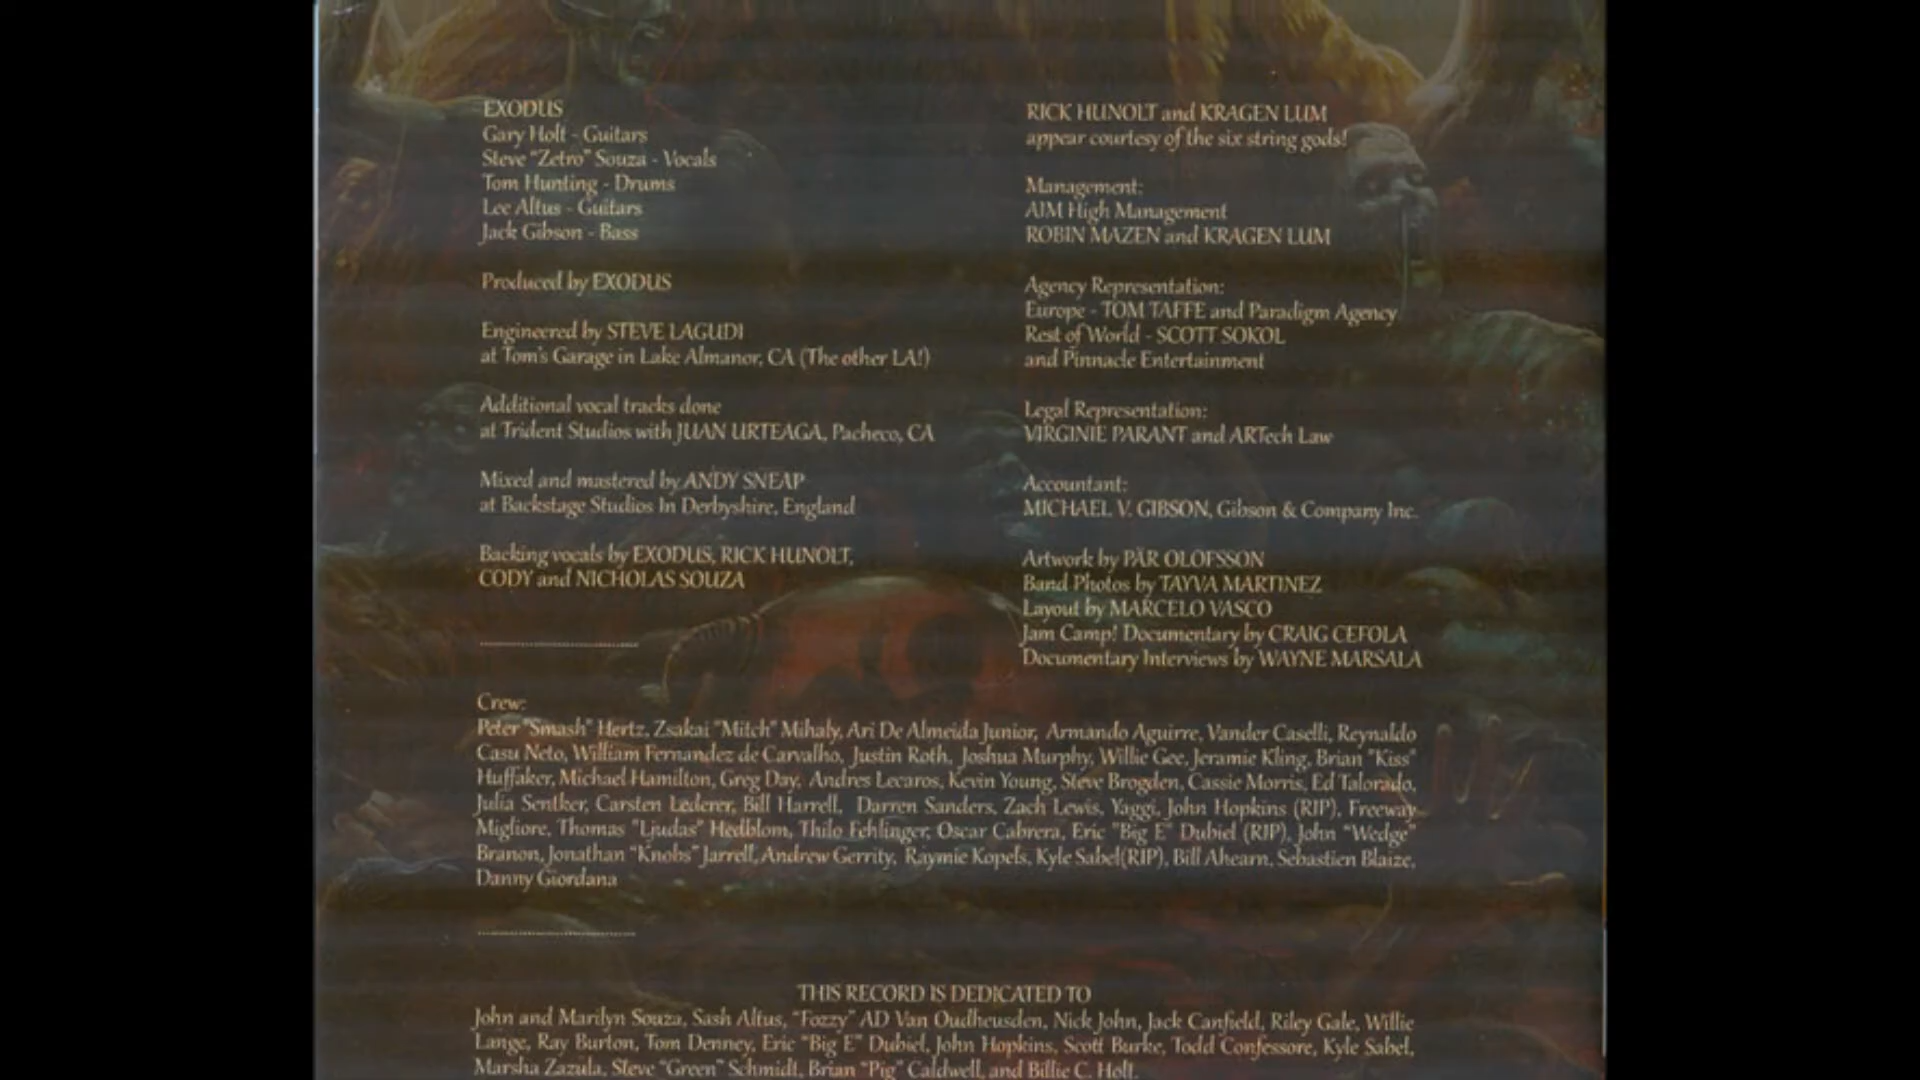 EXODUS
Gary Holt - Guitars
Steve "Zetro" Souza - Vocals
Tom Hunting - Drums
Lee Altus - Guitars
Jack Gibson - Bass
Produced by EXODUS
Engineered by STEVE LAGUDI
at Tom's Garage in Lake Almanor, CA (The other LA!)
Additional vocal tracks done
at Trident Studios with JUAN URTEAGA, Pacheco, CA
Mixed and mastered by ANDY SNEAP
at Backstage Studios In Derbyshire, England
Backing vocals by EXODUS, RICK HUNOLT,
CODY and NICHOLAS SOUZA
RICK HUNOLT and KRAGEN LUM
appear courtesy of the six string gods!
Management:
AIM High Management
ROBIN MAZEN and KRAGEN LUM
Agency Representation:
Europe - TOM TAFFE and Paradigm Agency
Rest of World - SCOTT SOKOL
and Pinnacle Entertainment
Legal Representation:
VIRGINIE PARANT and ARTech Law
Accountant:
MICHAEL V. GIBSON, Gibson & Company Inc.
Artwork by PÄR OLOFSSON
Band Photos by TAYVA MARTINEZ
Layout by MARCELO VASCO
Jam Camp! Documentary by CRAIG CEFOLA
Documentary Interviews by WAYNE MARSALA
Crew:
Peter "Smash" Hertz, Zsakai "Mitch" Mihaly, Ari De Almeida Junior, Armando Aguirre, Vander Caselli, Reynaldo
Casu Neto, William Fernandez de Carvalho, Justin Roth, Joshua Murphy, Willie Gee, Jeramie Kling, Brian "Kiss"
Huffaker, Michael Hamilton, Greg Day, Andres Lecaros, Kevin Young, Steve Brogden, Cassie Morris, Ed Talorado,
Julia Sentker, Carsten Lederer, Bill Harrell, Darren Sanders, Zach Lewis, Yaggi, John Hopkins (RIP), Freeway
Migliore, Thomas "Ljudas" Hedblom, Thilo Fehlinger, Oscar Cabrera, Eric "Big E" Dubiel (RIP), John "Wedge"
Branon, Jonathan "Knobs" Jarrell, Andrew Gerrity, Raymie Kopels, Kyle Sabel(RIP), Bill Ahearn, Sebastien Blaize,
Danny Giordana
THIS RECORD IS DEDICATED TO
John and Marilyn Souza, Sash Altus, "Fozzy" AD Van Oudheusden, Nick John, Jack Canfield, Riley Gale, Willie
Lange, Ray Burton, Tom Denney, Eric "Big E" Dubiel, John Hopkins, Scott Burke, Todd Confessore, Kyle Sabel,
Marsha Zazula, Steve "Green" Schmidt, Brian "Pig" Caldwell, and Billie C. Holt.